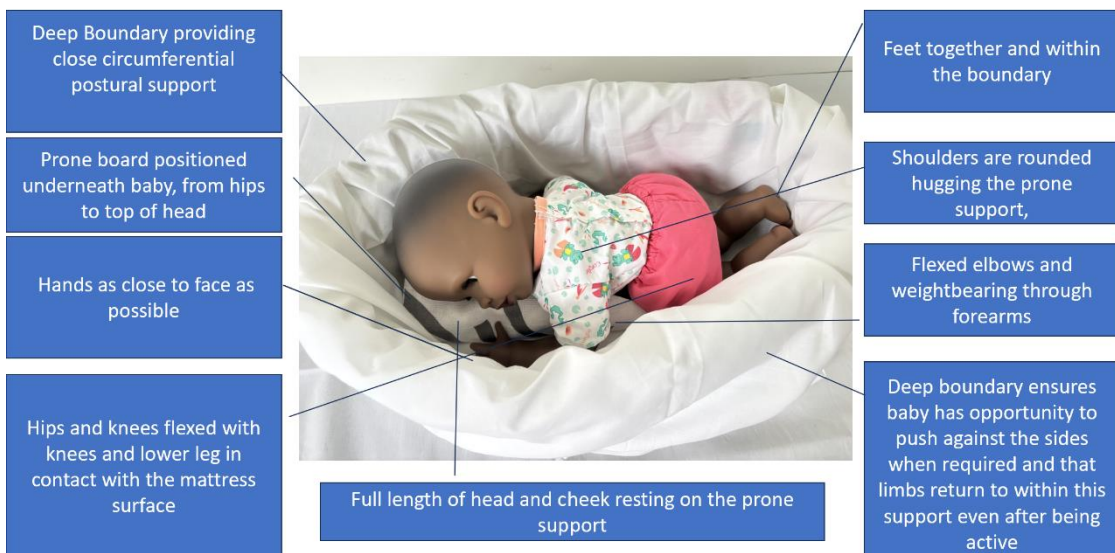 Deep Boundary providing
close circumferential
postural support
Prone board positioned
underneath baby, from hips
to top of head
Hands as close to face as
possible
Hips and knees flexed with
knees and lower leg in
contact with the mattress
surface
Full length of head and cheek resting on the prone
support
Feet together and within
the boundary
Shoulders are rounded
hugging the prone
support,
Flexed elbows and
weightbearing through
forearms
Deep boundary ensures
baby has opportunity to
push against the sides
when required and that
limbs return to within this
support even after being
active